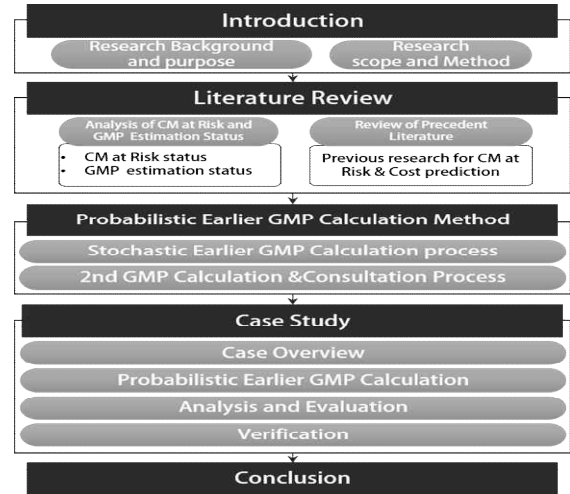 Introduction
Research Background
and purpose
Research
scope and Method
Literature Review
Analysis of CM at Risk and
GMP Estimation Status
• CM at Risk status
• GMP estimation status
Review of Precedent
Literature
Previous research for CM at
Risk & Cost prediction
Probabilistic Earlier GMP Calculation Method
Stochastic Earlier GMP Calculation process
2nd GMP Calculation &Consultation Process
Case Study
Case Overview
Probabilistic Earlier GMP Calculation
Analysis and Evaluation
Verification
Conclusion